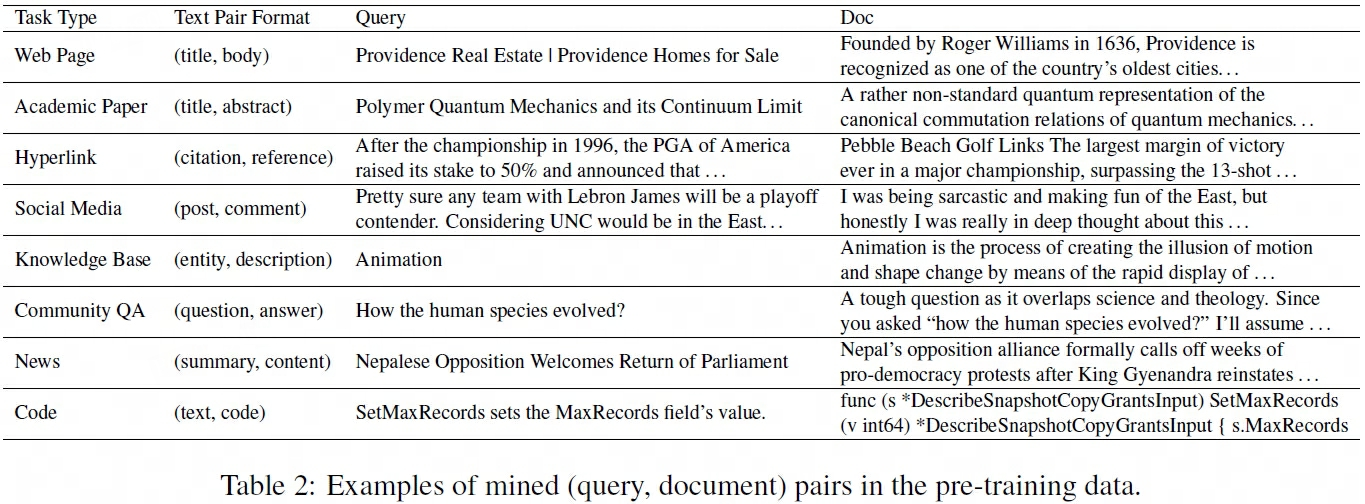 Task Type Text Pair Format Query Doc
Web Page (title, body) Providence Real Estate | Providence Homes for Sale Founded by Roger Williams in 1636, Providence is
recognized as one of the country's oldest cities...
Academic Paper (title, abstract) Polymer Quantum Mechanics and its Continuum Limit A rather non-standard quantum representation of the
canonical commutation relations of quantum mechanics...
Hyperlink (citation, reference) After the championship in 1996, the PGA of America Pebble Beach Golf Links The largest margin of victory
raised its stake to 50% and announced that ... ever in a major championship, surpassing the 13-shot ...
Social Media (post, comment) Pretty sure any team with Lebron James will be a playoff I was being sarcastic and making fun of the East, but
contender. Considering UNC would be in the East... honestly I was really in deep thought about this ...
Knowledge Base (entity, description) Animation Animation is the process of creating the illusion of motion
and shape change by means of the rapid display of ...
Community QA (question, answer) How the human species evolved? A tough question as it overlaps science and theology. Since
you asked “how the human species evolved?” I'll assume ...
News (summary, content) Nepalese Opposition Welcomes Return of Parliament Nepal's opposition alliance formally calls off weeks of
pro-democracy protests after King Gyenandra reinstates ...
Code (text, code) SetMaxRecords sets the MaxRecords field's value. func (s *DescribeSnapshotCopyGrantsInput) SetMaxRecords
(v int64) *DescribeSnapshotCopyGrantsInput { s.MaxRecords
Table 2: Examples of mined (query, document) pairs in the pre-training data.